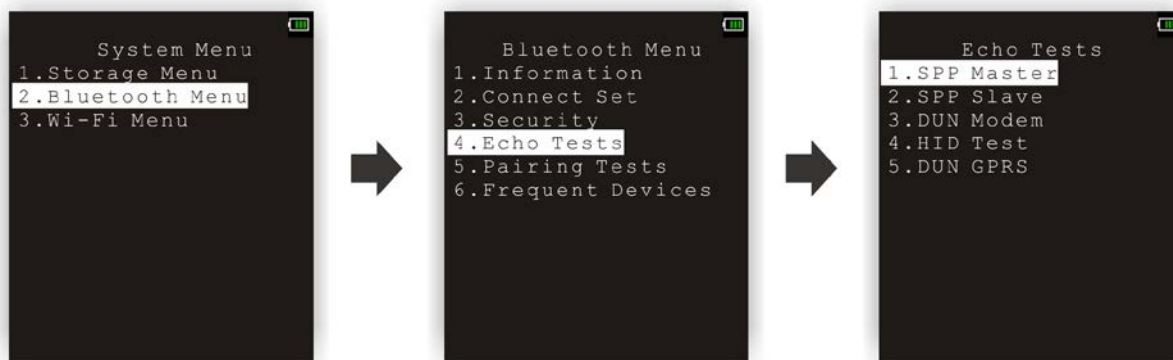 System Menu
1.Storage Menu
2.Bluetooth Menu
3.Wi-Fi Menu
Bluetooth Menu
1.Information
2.Connect Set
3.Security
4.Echo Tests
5.Pairing Tests
6.Frequent Devices
Echo Tests
1.SPP Master
2.SPP Slave
3.DUN Modem
4.HID Test
5.DUN GPRS